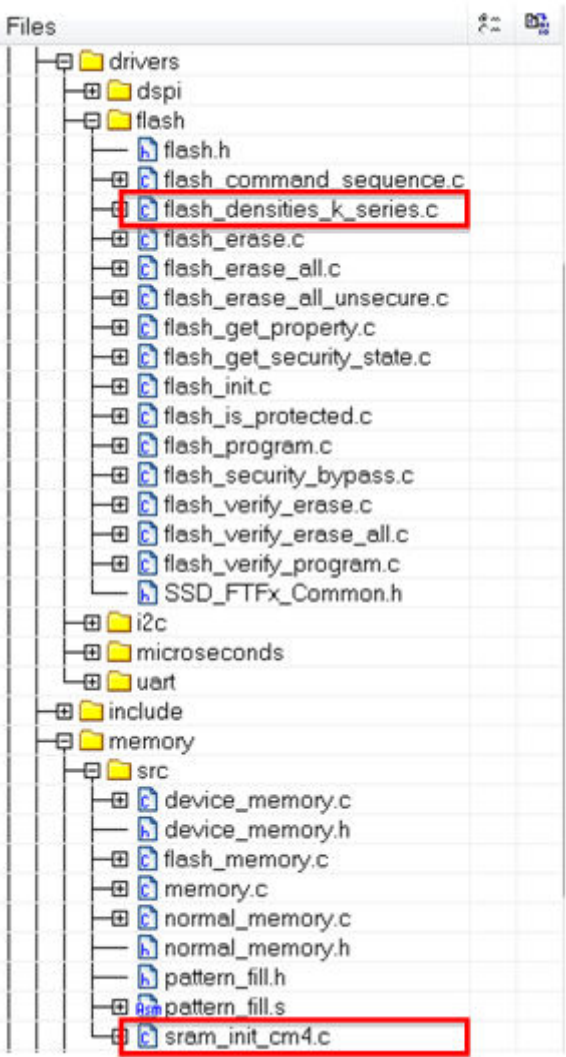 Files
drivers
dspi
flash
flash.h
flash_command_sequence.c
flash_densities_k_series.c
flash_erase.c
flash_erase_all.c
flash_erase_all_unsecure.c
flash_get_property.c
flash_get_security_state.c
flash_init.c
flash_is_protected.c
flash_program.c
flash_security_bypass.c
flash_verify_erase.c
flash_verify_erase_all.c
flash_verify_program.c
SSD_FTFx_Common.h
i2c
microseconds
uart
include
memory
src
device_memory.c
device_memory.h
flash_memory.c
memory.c
normal_memory.c
normal_memory.h
pattern_fill.h
pattern_fill.s
sram_init_cm4.c